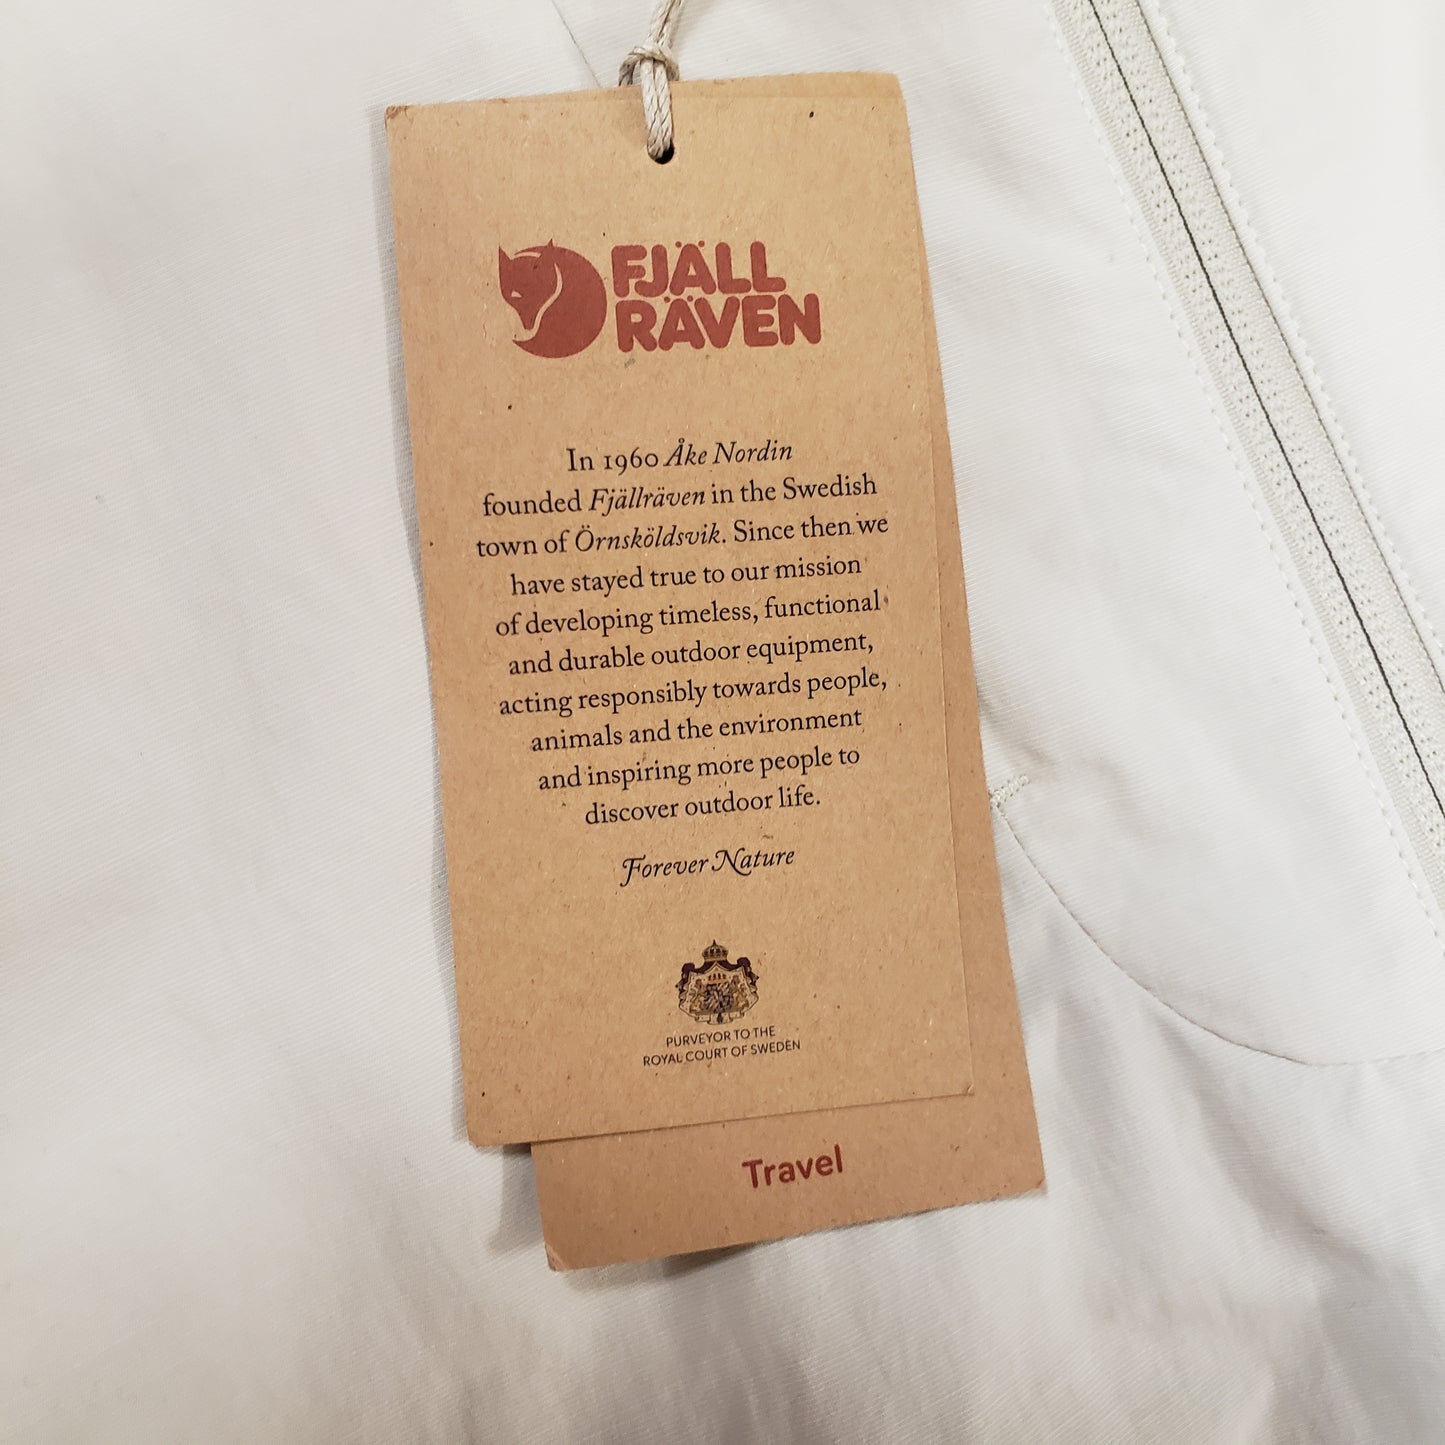 FJÄLL
RÄVEN
In 1960 Åke Nordin
founded Fjällräven in the Swedish
town of Örnsköldsvik. Since then we
have stayed true to our mission
of developing timeless, functional
and durable outdoor equipment,
acting responsibly towards people,
animals and the environment
and inspiring more people to
discover outdoor life.
Forever Nature
PURVEYOR TO THE
ROYAL COURT OF SWEDEN
Travel